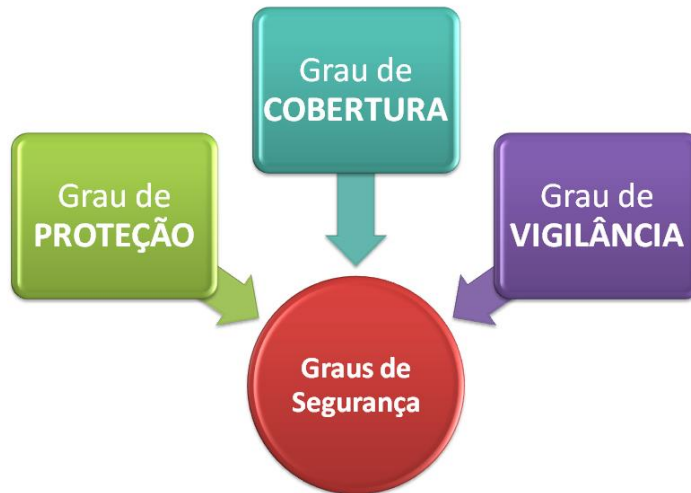 Grau de
COBERTURA
Grau de
PROTEÇÃO
Grau de
VIGILÂNCIA
Graus de
Segurança